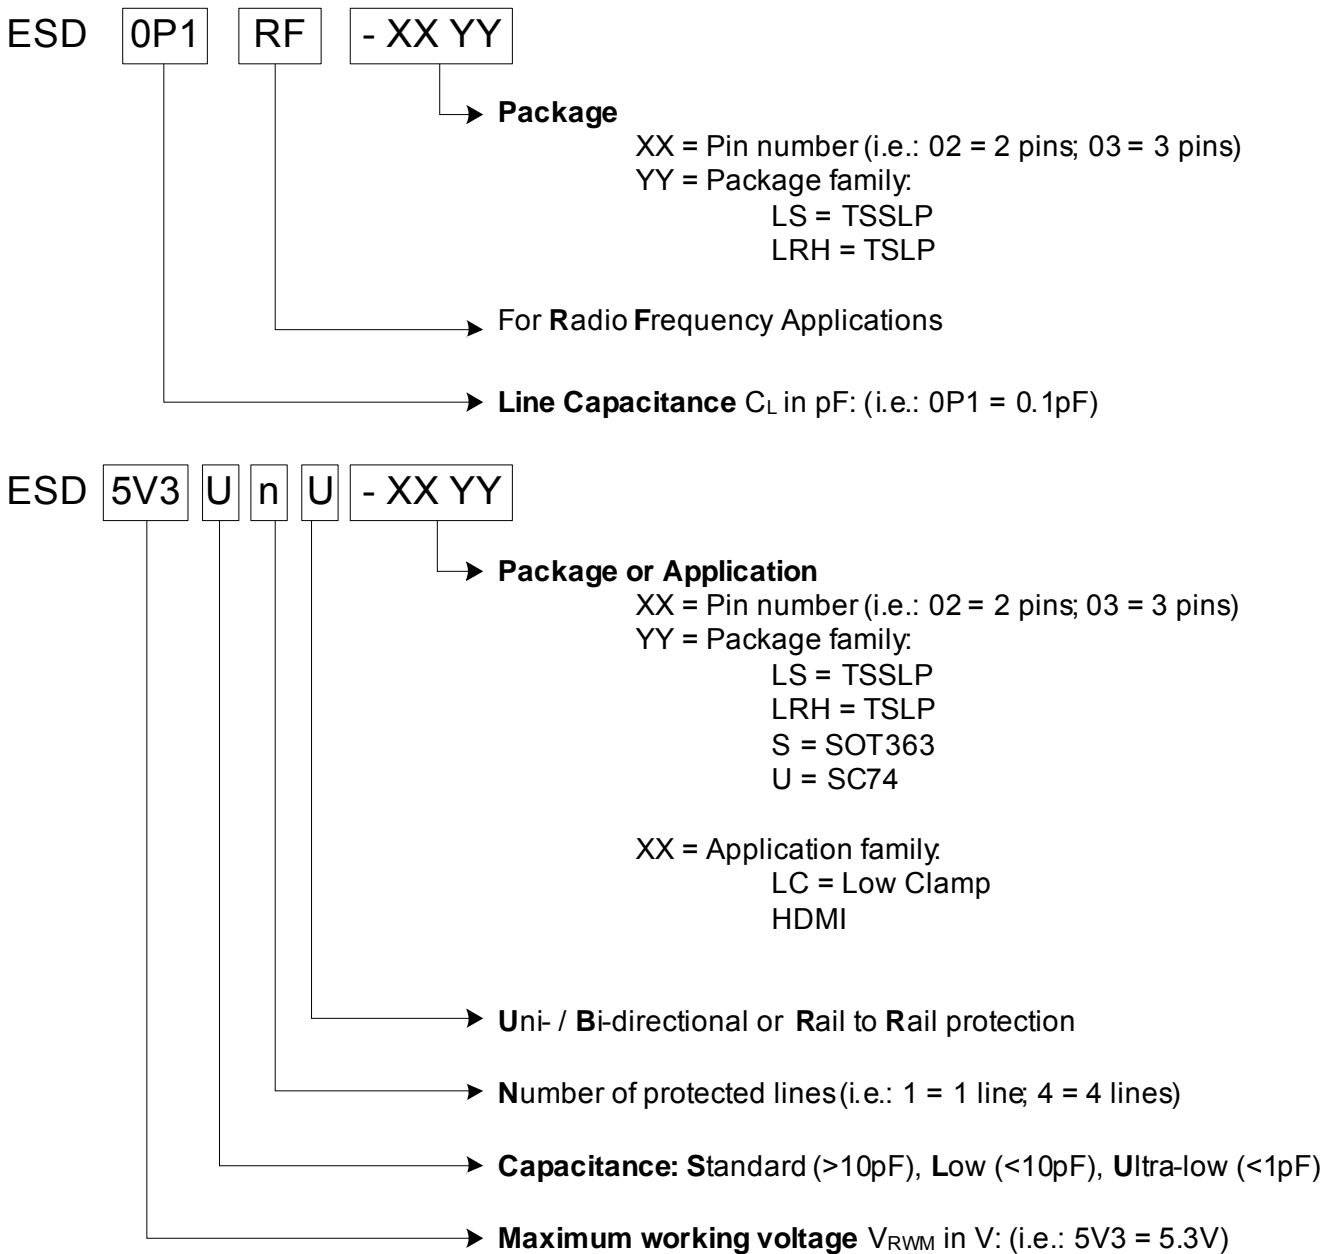 ESD 0P1 RF - XX YY
Package
XX = Pin number (i.e.: 02 = 2 pins; 03 = 3 pins)
YY = Package family:
LS = TSSLP
LRH = TSLP
For Radio Frequency Applications
Line Capacitance CL in pF: (i.e.: 0P1 = 0.1pF)
ESD 5V3 U n U - XX YY
Package or Application
XX = Pin number (i.e.: 02 = 2 pins; 03 = 3 pins)
YY = Package family:
LS = TSSLP
LRH = TSLP
S = SOT363
U = SC74
XX = Application family:
LC = Low Clamp
HDMI
Uni- / Bi-directional or Rail to Rail protection
Number of protected lines (i.e.: 1 = 1 line; 4 = 4 lines)
Capacitance: Standard (>10pF), Low (<10pF), Ultra-low (<1pF)
Maximum working voltage VRWM in V: (i.e.: 5V3 = 5.3V)